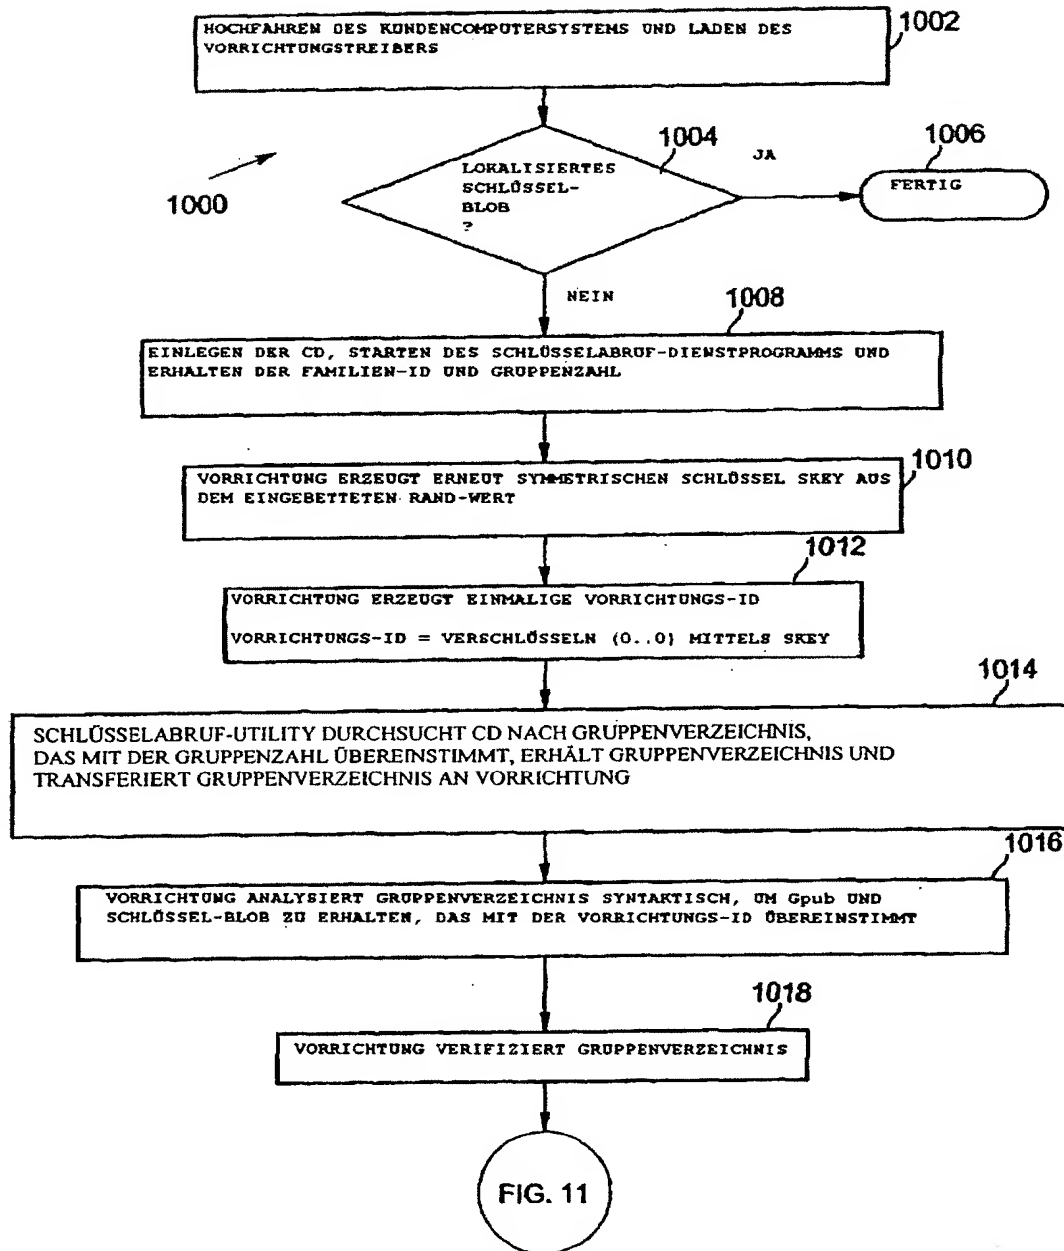 HOCHFAHREN DES KUNDENCOMPUTERSYSTEMS UND LADEN DES
VORRICHTUNGSTREIBERS
1002
1000
LOKALISIERTES
SCHLÜSSEL-
BLOB
?
1004
JA
1006
FERTIG
NEIN
1008
EINLEGEN DER CD, STARTEN DES SCHLÜSSELABRUF-DIENSTPROGRAMMS UND
ERHALTEN DER FAMILIEN-ID UND GRUPPENZAHL
1010
VORRICHTUNG ERZEUGT ERNEUT SYMMETRISCHEN SCHLÜSSEL SKEY AUS
DEM EINGEBETTETEN RAND-WERT
1012
VORRICHTUNG ERZEUGT EINMALIGE VORRICHTUNGS-ID
VORRICHTUNGS-ID = VERSCHLÜSSELN (0..0) MITTELS SKEY
1014
SCHLÜSSELABRUF-UTILITY DURCHSUCHT CD NACH GRUPPENVERZEICHNIS,
DAS MIT DER GRUPPENZAHL ÜBEREINSTIMMT, ERHÄLT GRUPPENVERZEICHNIS UND
TRANSFERIERT GRUPPENVERZEICHNIS AN VORRICHTUNG
1016
VORRICHTUNG ANALYSIERT GRUPPENVERZEICHNIS SYNTAKTISCH, UM Gpub UND
SCHLÜSSEL-BLOB ZU ERHALTEN, DAS MIT DER VORRICHTUNGS-ID ÜBEREINSTIMMT
1018
VORRICHTUNG VERIFIZIERT GRUPPENVERZEICHNIS
FIG. 11